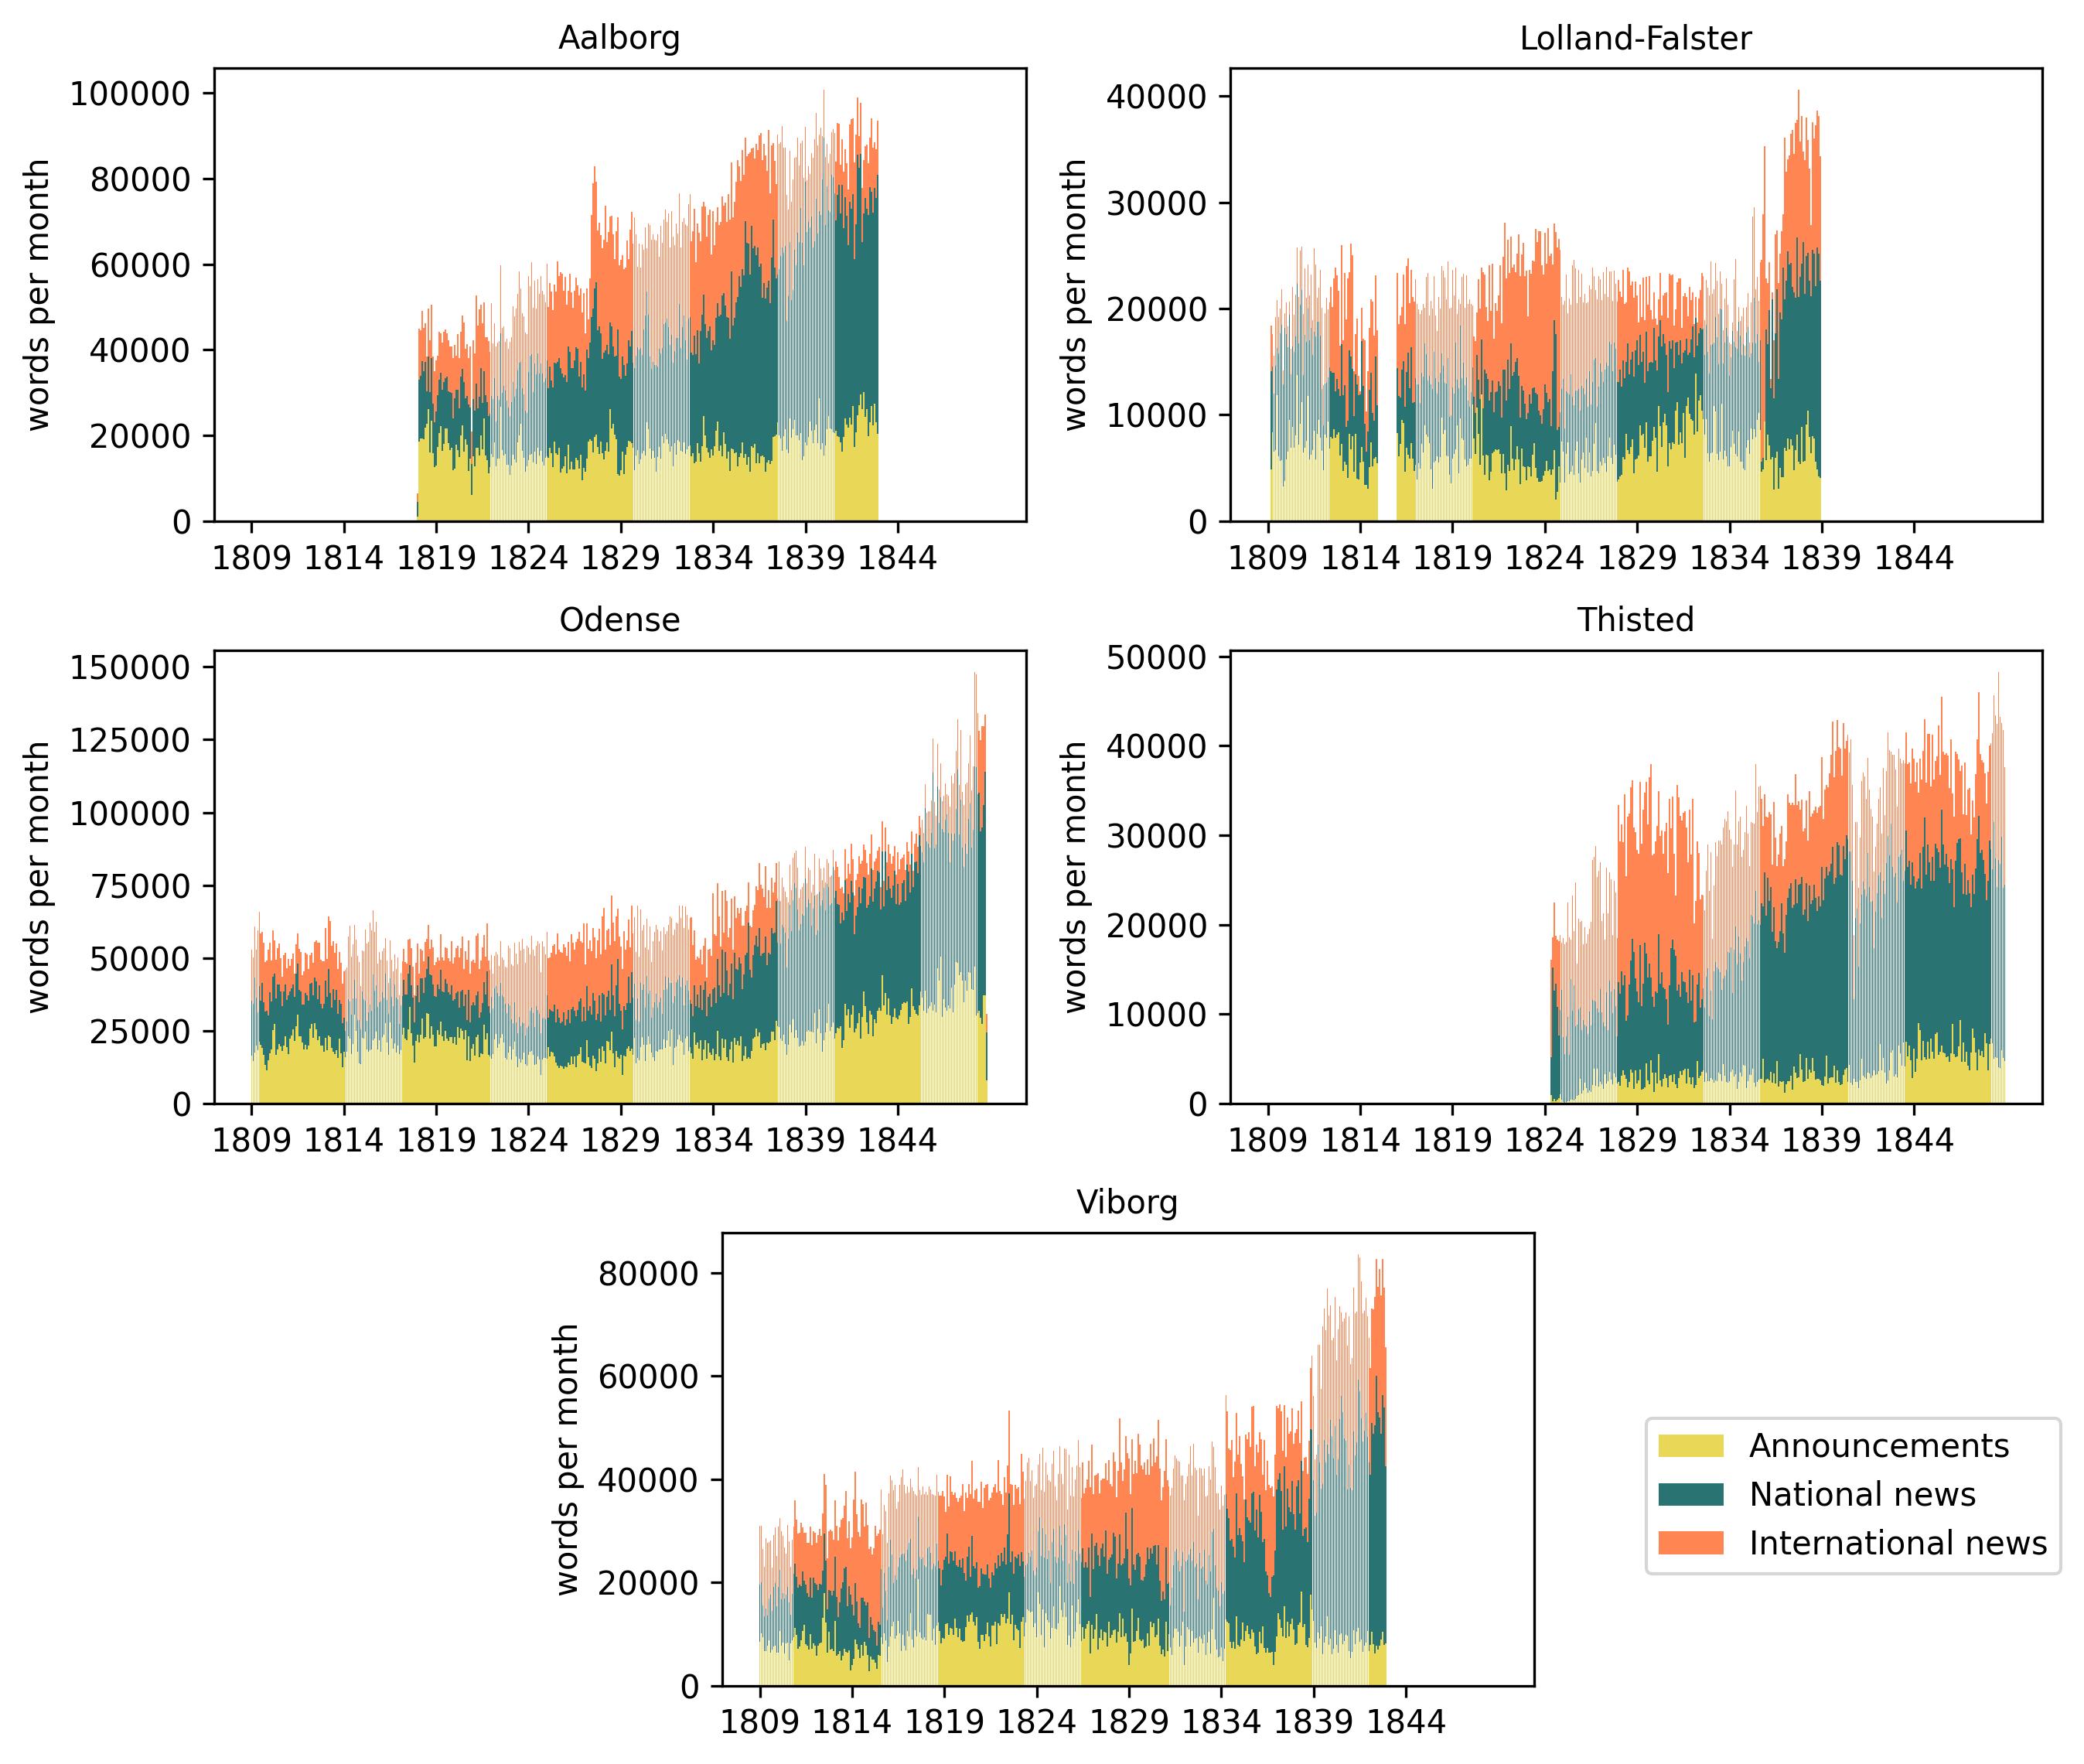 Aalborg
words per month
100000
80000
60000
40000
20000
0
1809 1814 1819 1824 1829 1834 1839 1844
Lolland-Falster
words per month
40000
30000
20000
10000
0
1809 1814 1819 1824 1829 1834 1839 1844
Odense
words per month
150000
125000
100000
75000
50000
25000
0
1809 1814 1819 1824 1829 1834 1839 1844
Thisted
words per month
50000
40000
30000
20000
10000
0
1809 1814 1819 1824 1829 1834 1839 1844
Viborg
words per month
80000
60000
40000
20000
0
1809 1814 1819 1824 1829 1834 1839 1844
Announcements
National news
International news